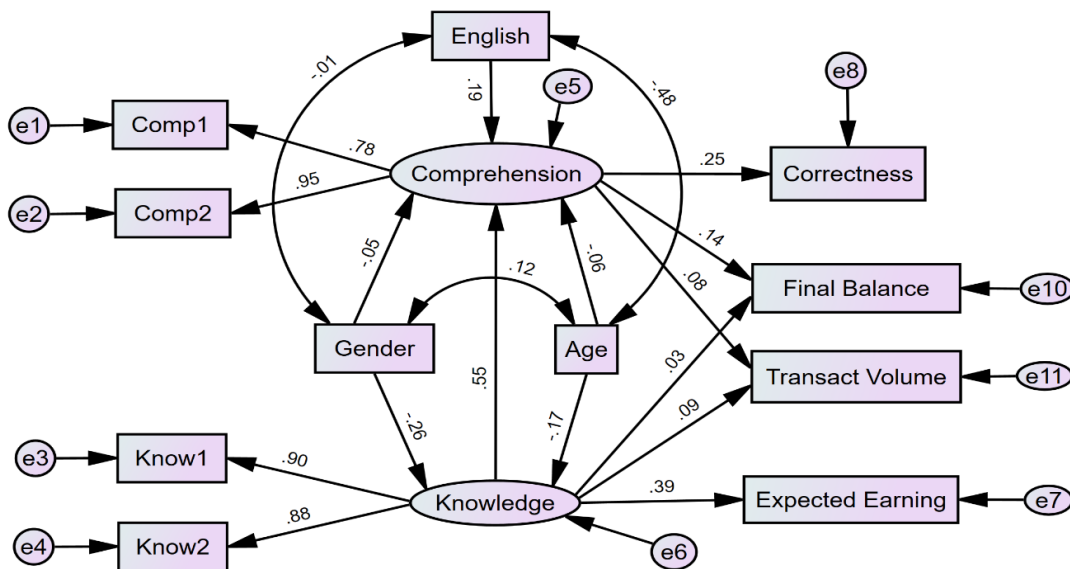 English
-.01
-.48
.19
e5
e8
e1
Comp1
.78
Comprehension
.25
Correctness
e2
Comp2
.95
-.05
-.06
.14
.08
.12
Final Balance
e10
Gender
Age
.55
.03
Transact Volume
e11
-.26
-.17
.09
e3
Know1
.90
Knowledge
.39
Expected Earning
e7
e4
Know2
.88
e6